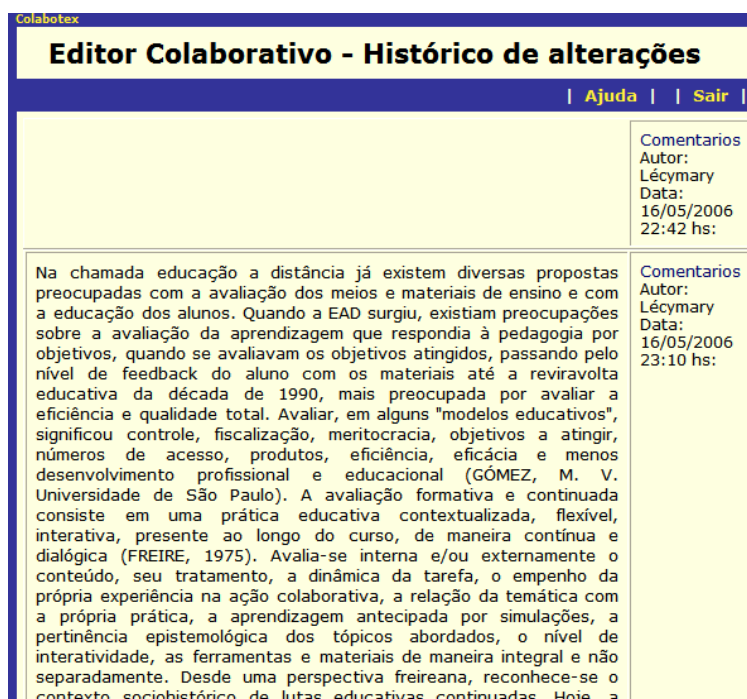 Colabotex
Editor Colaborativo - Histórico de alterações
| Ajuda | | Sair |
Comentarios
Autor:
Lécymary
Data:
16/05/2006
22:42 hs:
Na chamada educação a distância já existem diversas propostas
preocupadas com a avaliação dos meios e materiais de ensino e com
a educação dos alunos. Quando a EAD surgiu, existiam preocupações
sobre a avaliação da aprendizagem que respondia à pedagogia por
objetivos, quando se avaliavam os objetivos atingidos, passando pelo
nível de feedback do aluno com os materiais até a reviravolta
educativa da década de 1990, mais preocupada por avaliar a
eficiência e qualidade total. Avaliar, em alguns "modelos educativos",
significou controle, fiscalização, meritocracia, objetivos a atingir,
números de acesso, produtos, eficiência, eficácia e menos
desenvolvimento profissional e educacional (GÓMEZ, M. V.
Universidade de São Paulo). A avaliação formativa e continuada
consiste em uma prática educativa contextualizada, flexível,
interativa, presente ao longo do curso, de maneira contínua e
dialógica (FREIRE, 1975). Avalia-se interna e/ou externamente o
conteúdo, seu tratamento, a dinâmica da tarefa, o empenho da
própria experiência na ação colaborativa, a relação da temática com
a própria prática, a aprendizagem antecipada por simulações, a
pertinência epistemológica dos tópicos abordados, o nível de
interatividade, as ferramentas e materiais de maneira integral e não
separadamente. Desde uma perspectiva freireana, reconhece-se o
contexto sociohistórico de lutas educativas continuadas. Hoje, a
Comentarios
Autor:
Lécymary
Data:
16/05/2006
23:10 hs: